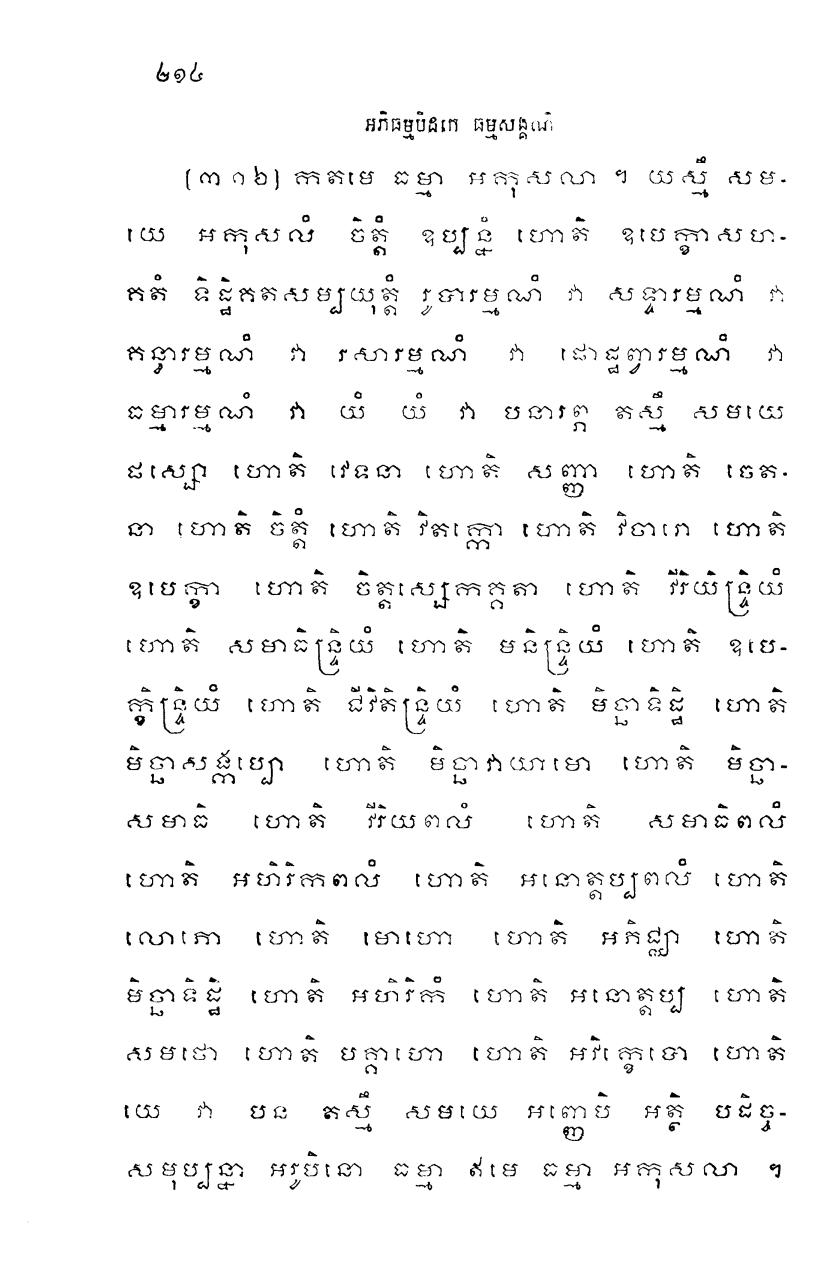 ២១៤
អភិធម្មបិដកេ ធម្មសង្គណិ
(៣១៦) កតមេ ធម្មា អកុសលា ។ យស្មឹ សម-
យេ អកុសលំ ចិត្តំ ឧប្បន្នំ ហោតិ ឧបេក្ខាសហ-
គតំ ទិដ្ឋិគតសម្បយុត្តំ រូបារម្មណំ វា សទ្ទារម្មណំ វា
គន្ធារម្មណំ វា រសារម្មណំ វា ផោដ្ឋព្វារម្មណំ វា
ធម្មារម្មណំ វា យំ យំ វា បនារព្ភ តស្មឹ សមយេ
ផស្សោ ហោតិ វេទនា ហោតិ សញ្ញា ហោតិ ចេត-
នា ហោតិ ចិត្តំ ហោតិ វិតក្កោ ហោតិ វិចារោ ហោតិ
ឧបេក្ខា ហោតិ ចិត្តស្សេកគ្គតា ហោតិ វីរិយិន្ទ្រិយំ
ហោតិ សមាធិន្ទ្រិយំ ហោតិ មនិន្ទ្រិយំ ហោតិ ឧបេ-
ក្ខិន្ទ្រិយំ ហោតិ ជីវិតិន្ទ្រិយំ ហោតិ មិច្ឆាទិដ្ឋិ ហោតិ
មិច្ឆាសង្កប្បោ ហោតិ មិច្ឆាវាយាមោ ហោតិ មិច្ឆា-
សមាធិ ហោតិ វីរិយពលំ ហោតិ សមាធិពលំ
ហោតិ អហិរិកពលំ ហោតិ អនោត្តប្បពលំ ហោតិ
លោភោ ហោតិ មោហោ ហោតិ អភិជ្ឈា ហោតិ
មិច្ឆាទិដ្ឋិ ហោតិ អហិរិកំ ហោតិ អនោត្តប្ប ហោតិ
សមថោ ហោតិ បគ្គាហោ ហោតិ អវិក្ខេបោ ហោតិ
យេ វា បន តស្មឹ សមយេ អញ្ញេបិ អត្ថិ បដិច្ច-
សមុប្បន្នា អរូបិនោ ធម្មា ឥមេ ធម្មា អកុសលា ។